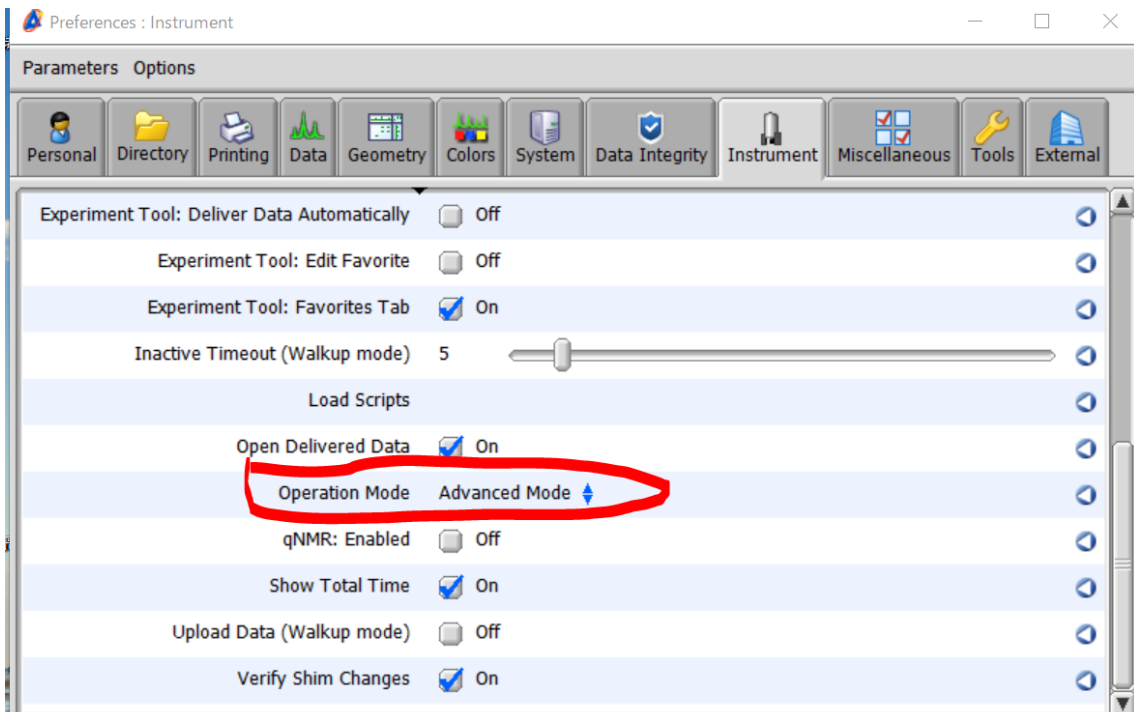 Preferences : Instrument
Parameters Options
Personal Directory Printing Data Geometry Colors System Data Integrity Instrument Miscellaneous Tools External
Experiment Tool: Deliver Data Automatically Off
Experiment Tool: Edit Favorite Off
Experiment Tool: Favorites Tab On
Inactive Timeout (Walkup mode) 5
Load Scripts
Open Delivered Data On
Operation Mode Advanced Mode
qNMR: Enabled Off
Show Total Time On
Upload Data (Walkup mode) Off
Verify Shim Changes On